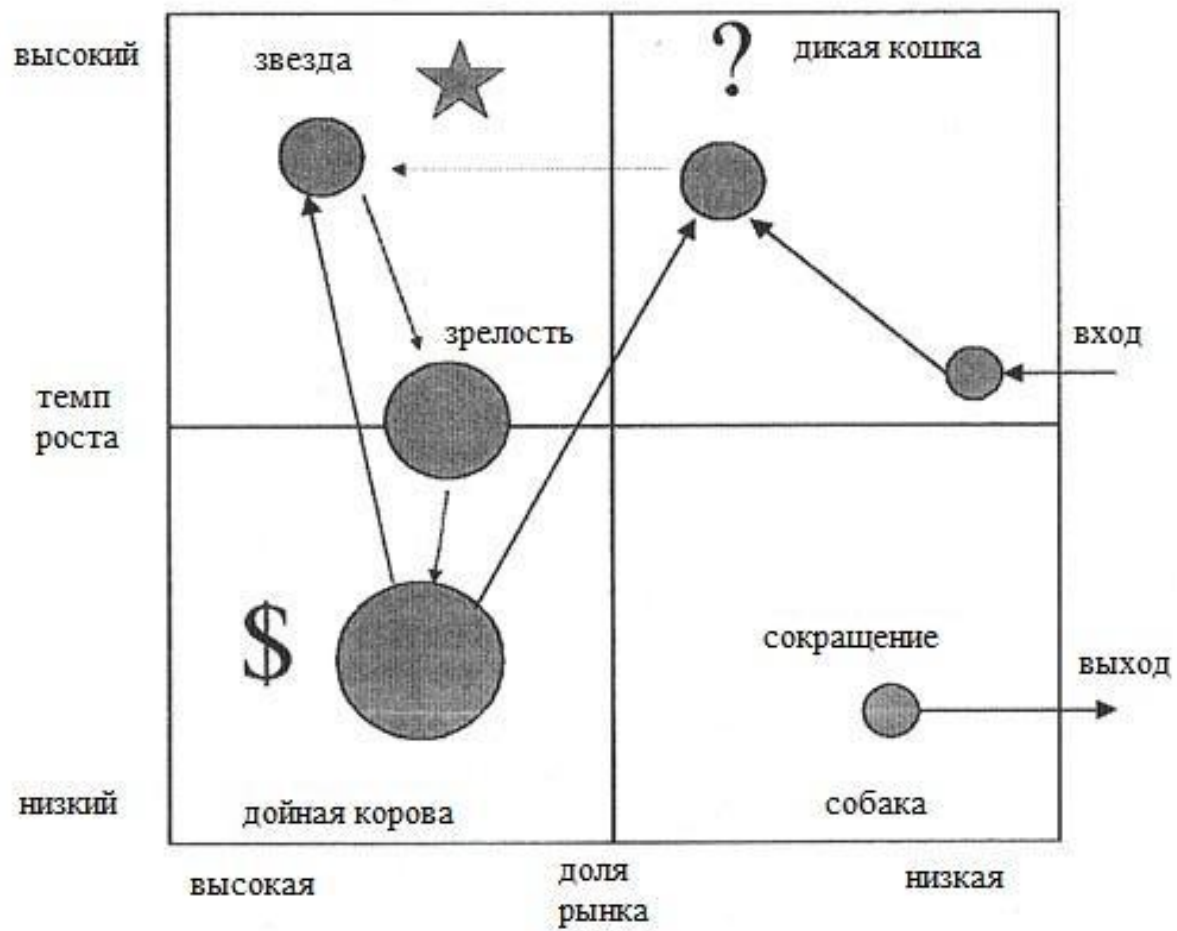 высокий
звезда
?
дикая кошка
зрелость
вход
темп
роста
$
сокращение
выход
низкий
дойная корова
собака
высокая
доля
рынка
низкая